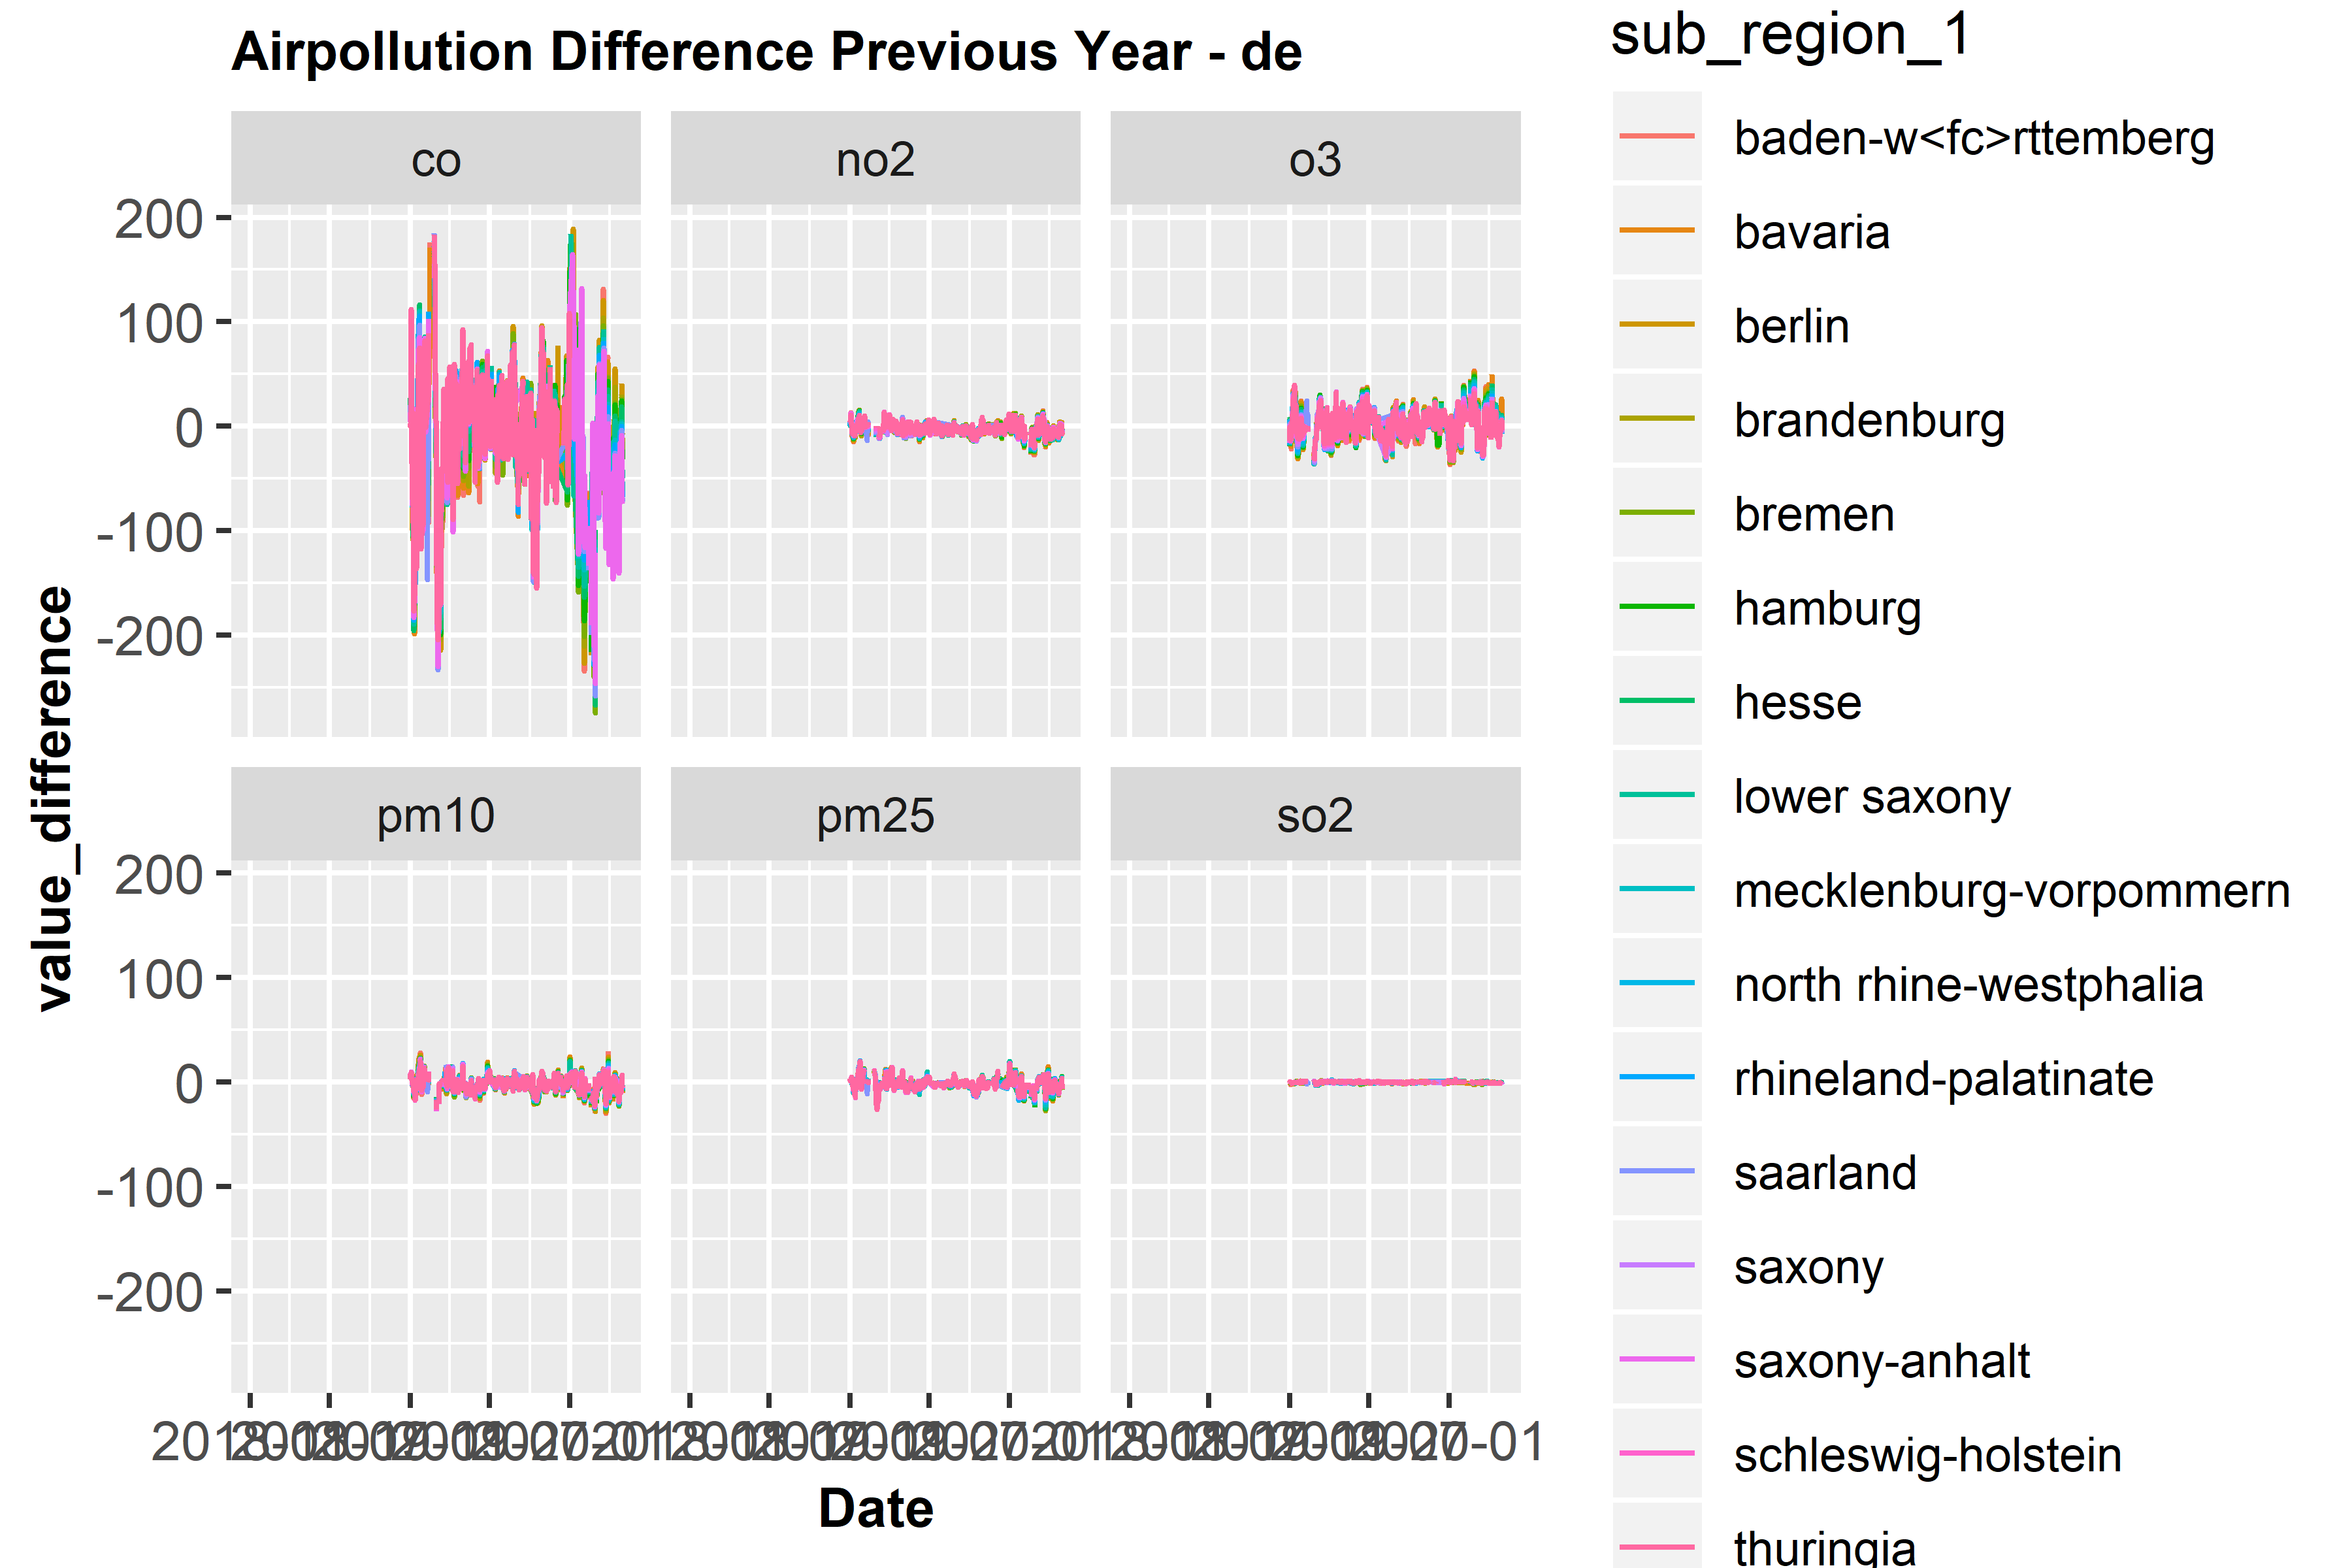 Airpollution Difference Previous Year - de
co
no2
o3
200
100
0
-100
-200
pm10
pm25
so2
200
100
0
-100
-200
value_difference
Date
sub_region_1
baden-w<fc>rttemberg
bavaria
berlin
brandenburg
bremen
hamburg
hesse
lower saxony
mecklenburg-vorpommern
north rhine-westphalia
rhineland-palatinate
saarland
saxony
saxony-anhalt
schleswig-holstein
thuringia